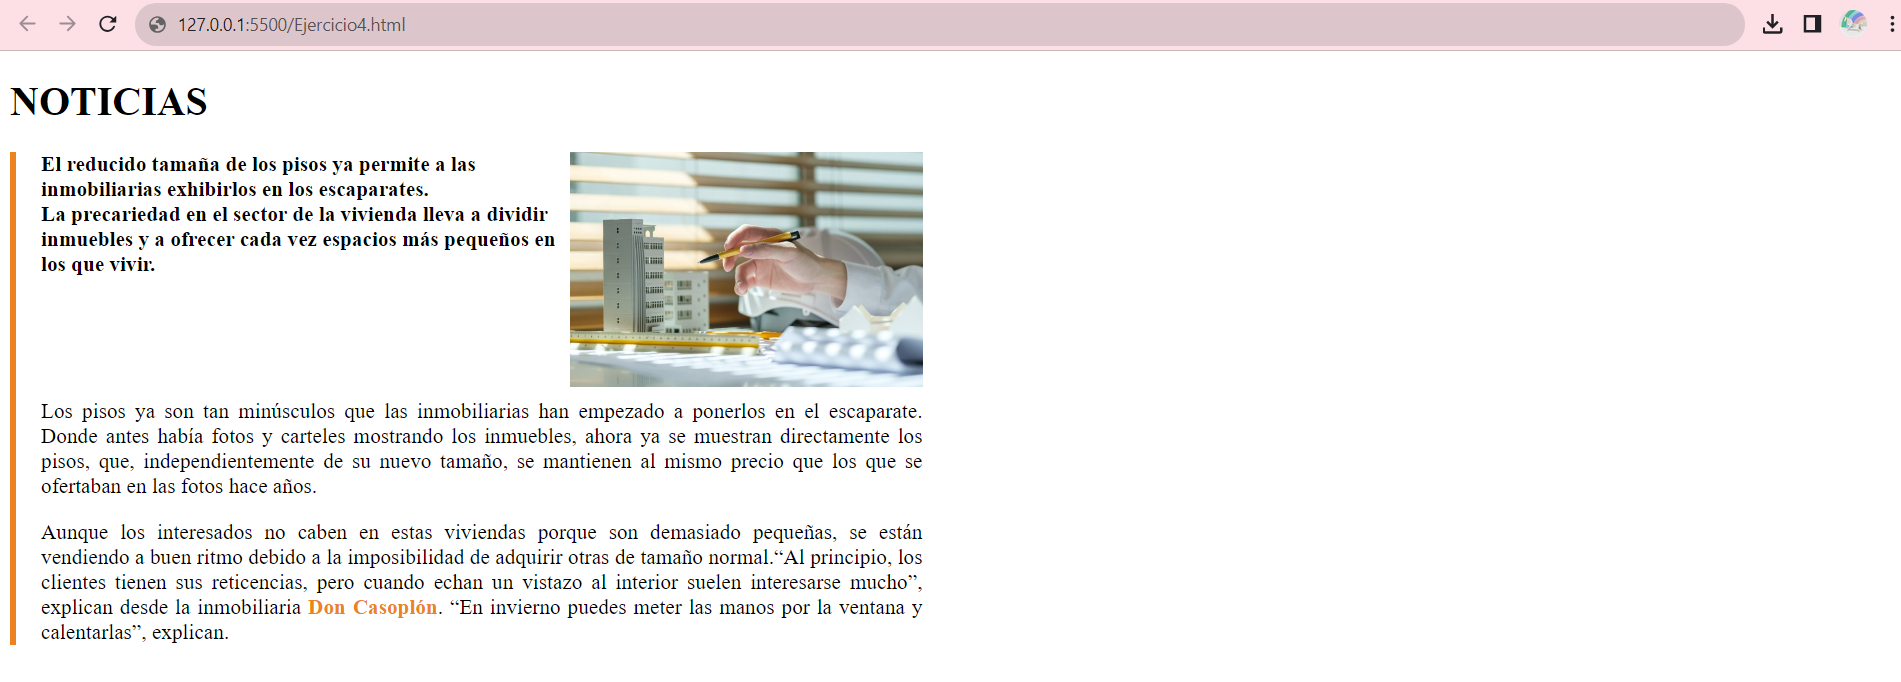 127.0.0.1:5500/Ejercicio4.html
NOTICIAS
El reducido tamaña de los pisos ya permite a las
inmobiliarias exhibirlos en los escaparates.
La precariedad en el sector de la vivienda lleva a dividir
inmuebles y a ofrecer cada vez espacios más pequeños en
los que vivir.
Los pisos ya son tan minúsculos que las inmobiliarias han empezado a ponerlos en el escaparate.
Donde antes había fotos y carteles mostrando los inmuebles, ahora ya se muestran directamente los
pisos, que, independientemente de su nuevo tamaño, se mantienen al mismo precio que los que se
ofertaban en las fotos hace años.
Aunque los interesados no caben en estas viviendas porque son demasiado pequeñas, se están
vendiendo a buen ritmo debido a la imposibilidad de adquirir otras de tamaño normal.“Al principio, los
clientes tienen sus reticencias, pero cuando echan un vistazo al interior suelen interesarse mucho”,
explican desde la inmobiliaria Don Casoplón. “En invierno puedes meter las manos por la ventana y
calentarlas”, explican.